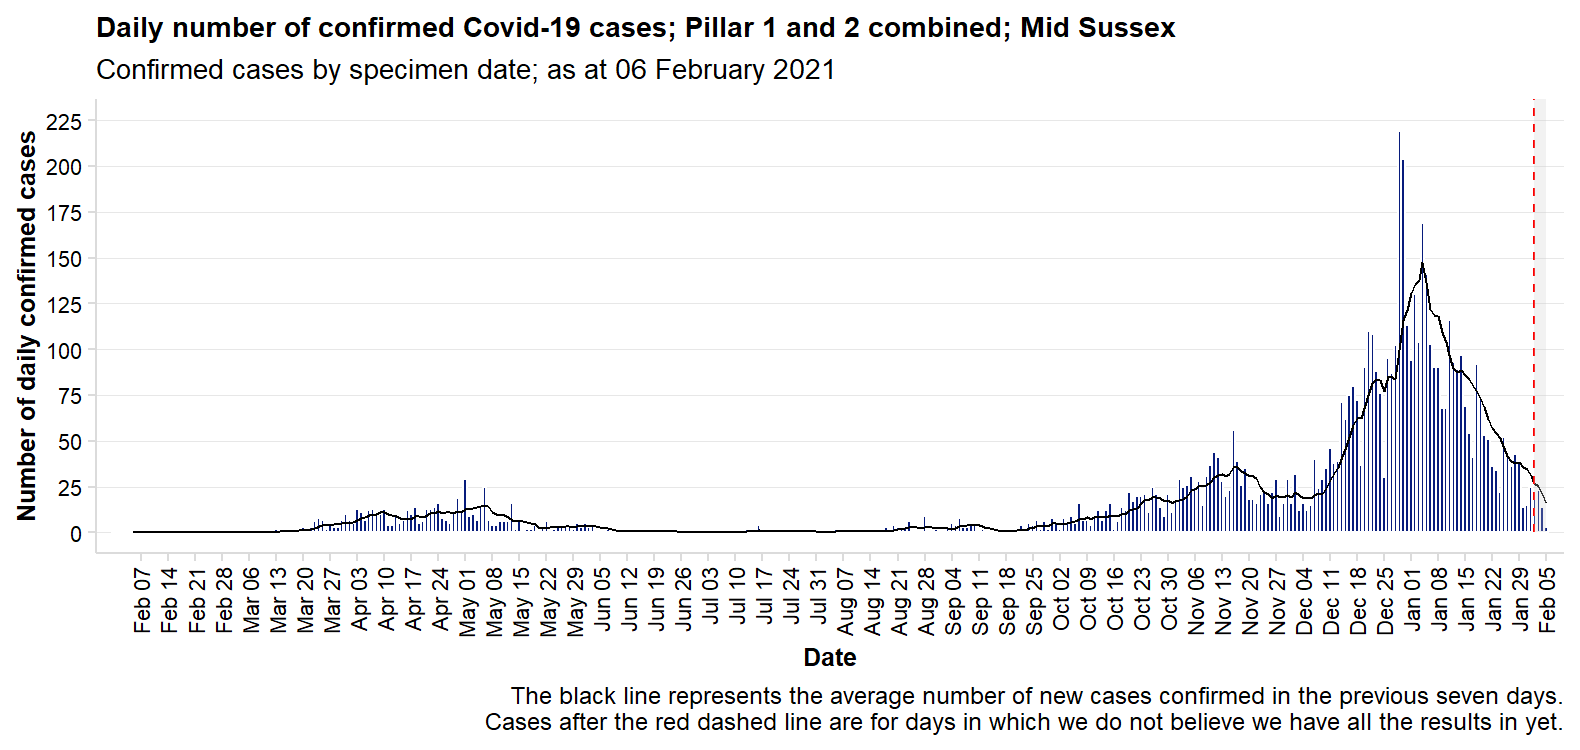 Daily number of confirmed Covid-19 cases; Pillar 1 and 2 combined; Mid Sussex
Confirmed cases by specimen date; as at 06 February 2021
Number of daily confirmed cases
225
200
175
150
125
100
75
50
25
0
Feb 07
Feb 14
Feb 21
Feb 28
Mar 06
Mar 13
Mar 20
Mar 27
Apr 03
Apr 10
Apr 17
Apr 24
May 01
May 08
May 15
May 22
May 29
Jun 05
Jun 12
Jun 19
Jun 26
Jul 03
Jul 10
Jul 17
Jul 24
Jul 31
Aug 07
Aug 14
Aug 21
Aug 28
Sep 04
Sep 11
Sep 18
Sep 25
Oct 02
Oct 09
Oct 16
Oct 23
Oct 30
Nov 06
Nov 13
Nov 20
Nov 27
Dec 04
Dec 11
Dec 18
Dec 25
Jan 01
Jan 08
Jan 15
Jan 22
Jan 29
Feb 05
Date
The black line represents the average number of new cases confirmed in the previous seven days.
Cases after the red dashed line are for days in which we do not believe we have all the results in yet.